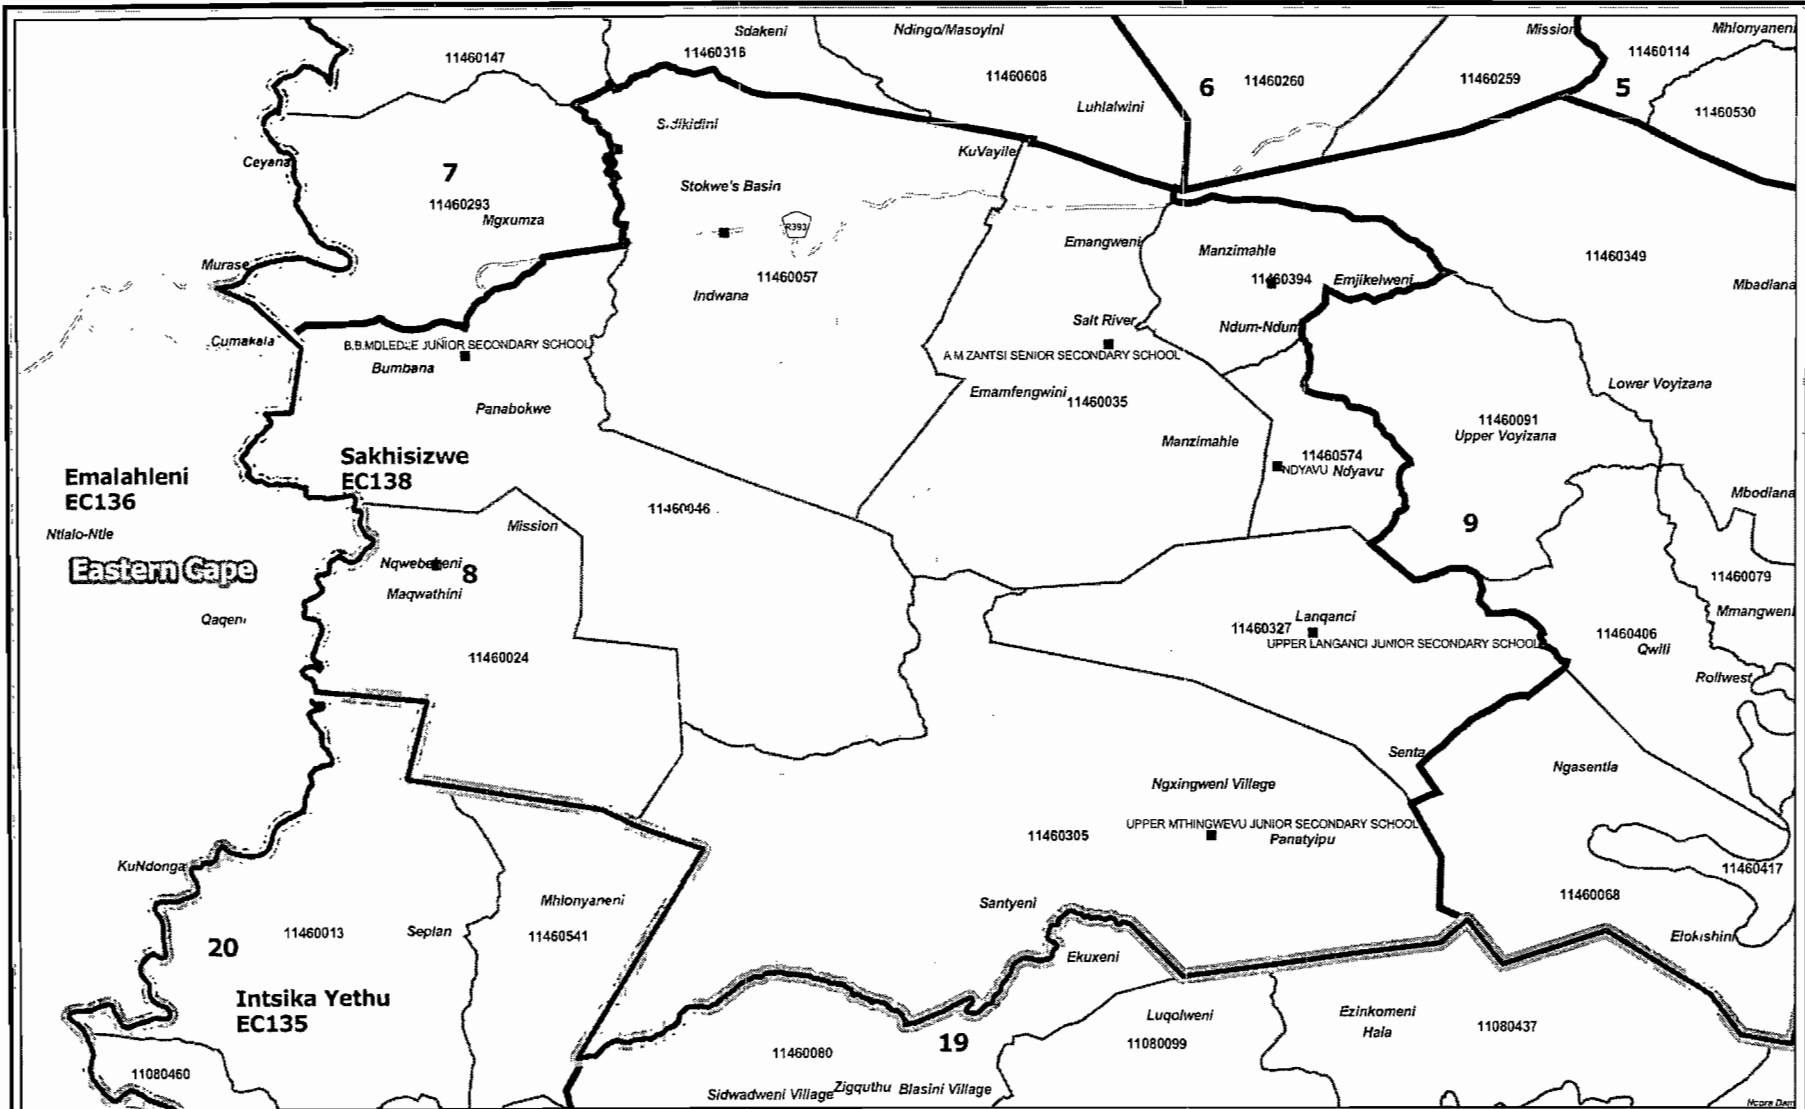 Sdakeni
Ndingo/Masoyini
Mission
Mhlonyaneni
11460147
11460316
11460608
6
11460260
11460259
5
11460114
11460530
Luhlalwini
KuVayile
Ceyana
7
11460293
Mgxumza
Stokwe's Basin
R393
Emangweni
Manzimahle
11460349
Murase
11460057
11460394
Emjikelweni
Mbadlana
Indwana
Salt River
Ndum-Ndum
Cumakala
B.B.MDLEDLE JUNIOR SECONDARY SCHOOL
A M ZANTSI SENIOR SECONDARY SCHOOL
Bumbana
Lower Voyizana
Emamfengwini
11460035
Panabokwe
11460091
Upper Voyizana
Manzimahle
Sakhisizwe
EC138
11460574
NDYAVU Ndyavu
Emalahleni
EC136
Mbodlana
11460046
Mission
9
Ntlalo-Ntle
Eastern Cape
8
11460079
Maqwathini
Mmangweni
Qaqeni
Lanqanci
11460327
UPPER LANGANCI JUNIOR SECONDARY SCHOOL
11460406
Qwili
11460024
Rollwest
Senta
Ngasentla
Ngxingweni Village
11460305
UPPER MTHINGWEVU JUNIOR SECONDARY SCHOOL
Panatyipu
KuNdonga
11460417
Mhlonyaneni
Santyeni
11460068
20
11460013
Seplan
11460541
Elokishini
Ekuxeni
Intsika Yethu
EC135
Luqolweni
Ezinkomeni
Hala
11080437
11460080
19
11080099
11080460
Sidwadweni Village
Zigquthu
Blasini Village
Ncora Dam